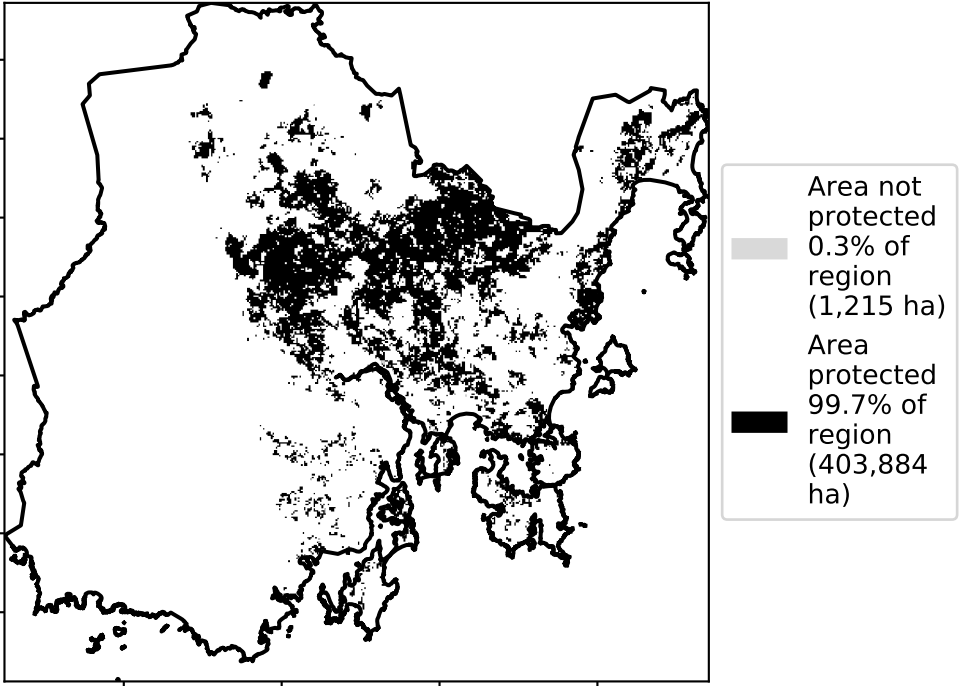 Area not
protected
0.3% of
region
(1,215 ha)
Area
protected
99.7% of
region
(403,884
ha)